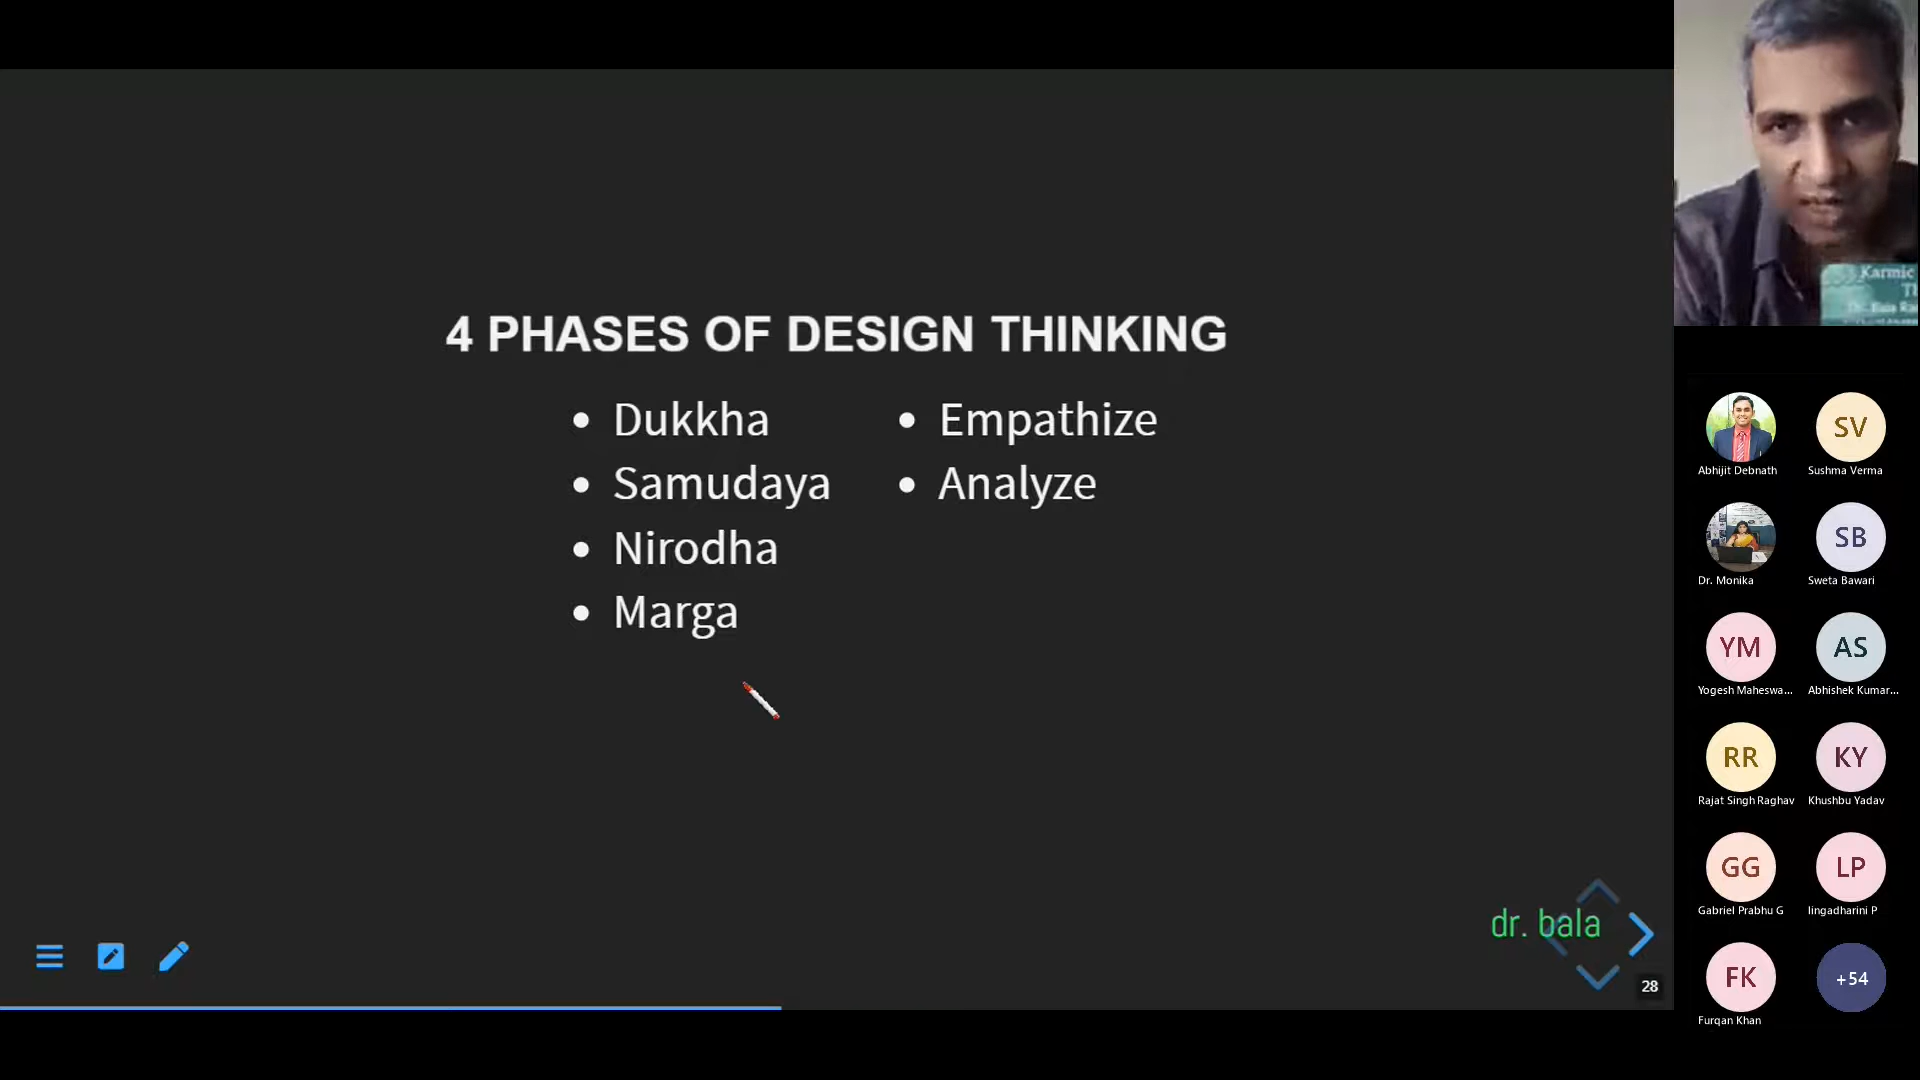 4 PHASES OF DESIGN THINKING
Dukkha
Samudaya
Nirodha
Marga
Empathize
Analyze
dr. bala
28
Karmic
Abhijit Debnath
SV
Sushma Verma
Dr. Monika
SB
Sweta Bawari
YM
Yogesh Maheswa...
AS
Abhishek Kumar...
RR
Rajat Singh Raghav
KY
Khushbu Yadav
GG
Gabriel Prabhu G
LP
lingadharini P
FK
Furqan Khan
+54